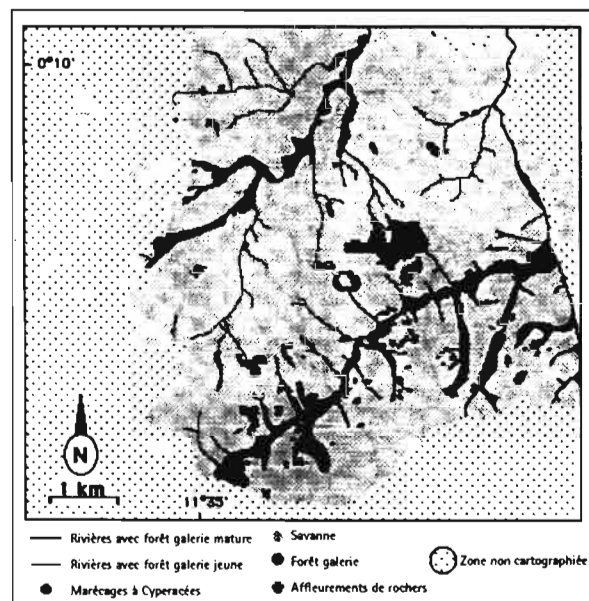 0°10'
N
1 km
11°35'
Rivières avec forêt galerie mature
Rivières avec forêt galerie jeune
Marécages à Cyperacées
Savanne
Forêt galerie
Affleurements de rochers
Zone non cartographiée